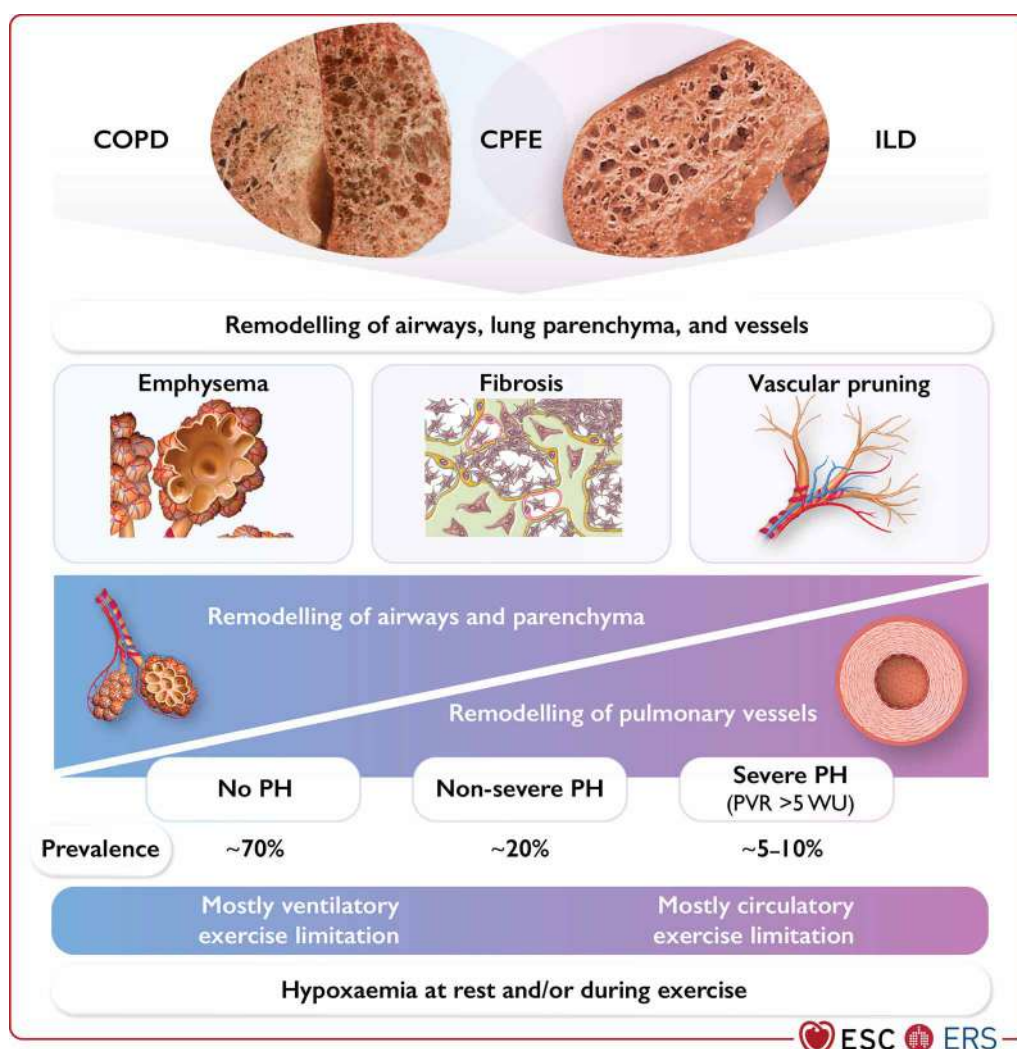 COPD
CPFE
ILD
Remodelling of airways, lung parenchyma, and vessels
Emphysema
Fibrosis
Vascular pruning
Remodelling of airways and parenchyma
Remodelling of pulmonary vessels
No PH
Non-severe PH
Severe PH
(PVR >5 WU)
Prevalence
~70%
~20%
~5–10%
Mostly ventilatory
exercise limitation
Mostly circulatory
exercise limitation
Hypoxaemia at rest and/or during exercise
ESC ERS